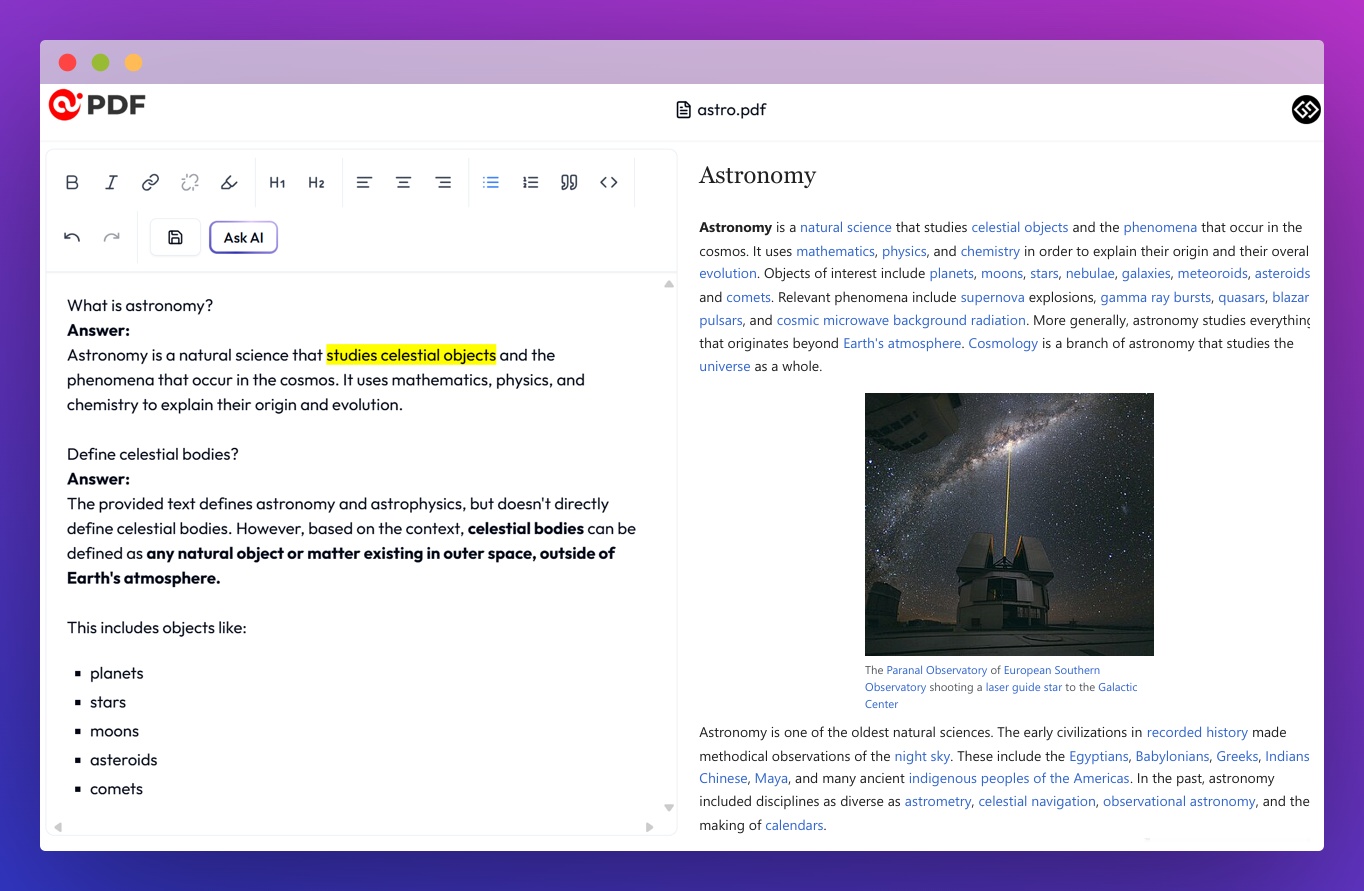 PDF
astro.pdf
B I H1 H2
Ask AI
What is astronomy?
Answer:
Astronomy is a natural science that studies celestial objects and the
phenomena that occur in the cosmos. It uses mathematics, physics, and
chemistry to explain their origin and evolution.
Define celestial bodies?
Answer:
The provided text defines astronomy and astrophysics, but doesn't directly
define celestial bodies. However, based on the context, celestial bodies can be
defined as any natural object or matter existing in outer space, outside of
Earth's atmosphere.
This includes objects like:
planets
stars
moons
asteroids
comets
Astronomy
Astronomy is a natural science that studies celestial objects and the phenomena that occur in the
cosmos. It uses mathematics, physics, and chemistry in order to explain their origin and their overal
evolution. Objects of interest include planets, moons, stars, nebulae, galaxies, meteoroids, asteroids
and comets. Relevant phenomena include supernova explosions, gamma ray bursts, quasars, blazar
pulsars, and cosmic microwave background radiation. More generally, astronomy studies everything
that originates beyond Earth's atmosphere. Cosmology is a branch of astronomy that studies the
universe as a whole.
The Paranal Observatory of European Southern
Observatory shooting a laser guide star to the Galactic
Center
Astronomy is one of the oldest natural sciences. The early civilizations in recorded history made
methodical observations of the night sky. These include the Egyptians, Babylonians, Greeks, Indians
Chinese, Maya, and many ancient indigenous peoples of the Americas. In the past, astronomy
included disciplines as diverse as astrometry, celestial navigation, observational astronomy, and the
making of calendars.